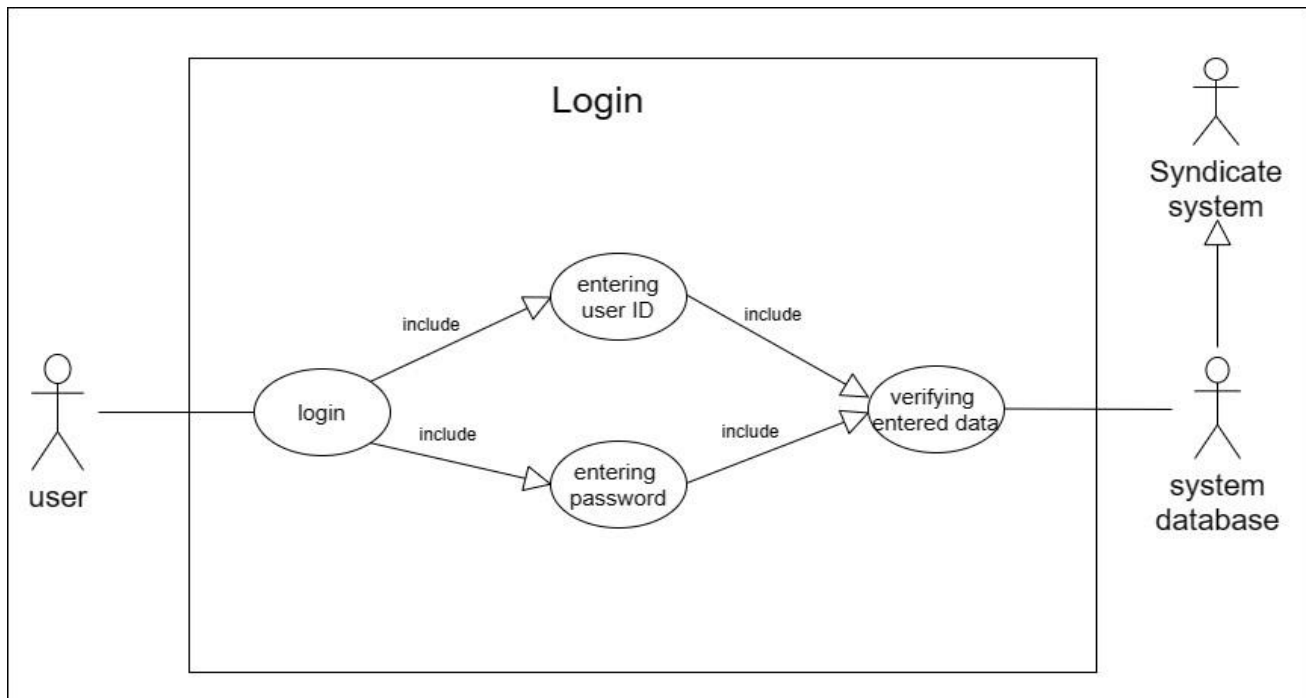 Login
Syndicate
system
entering
user ID
include
include
login
verifying
entered data
include
include
entering
password
user
system
database